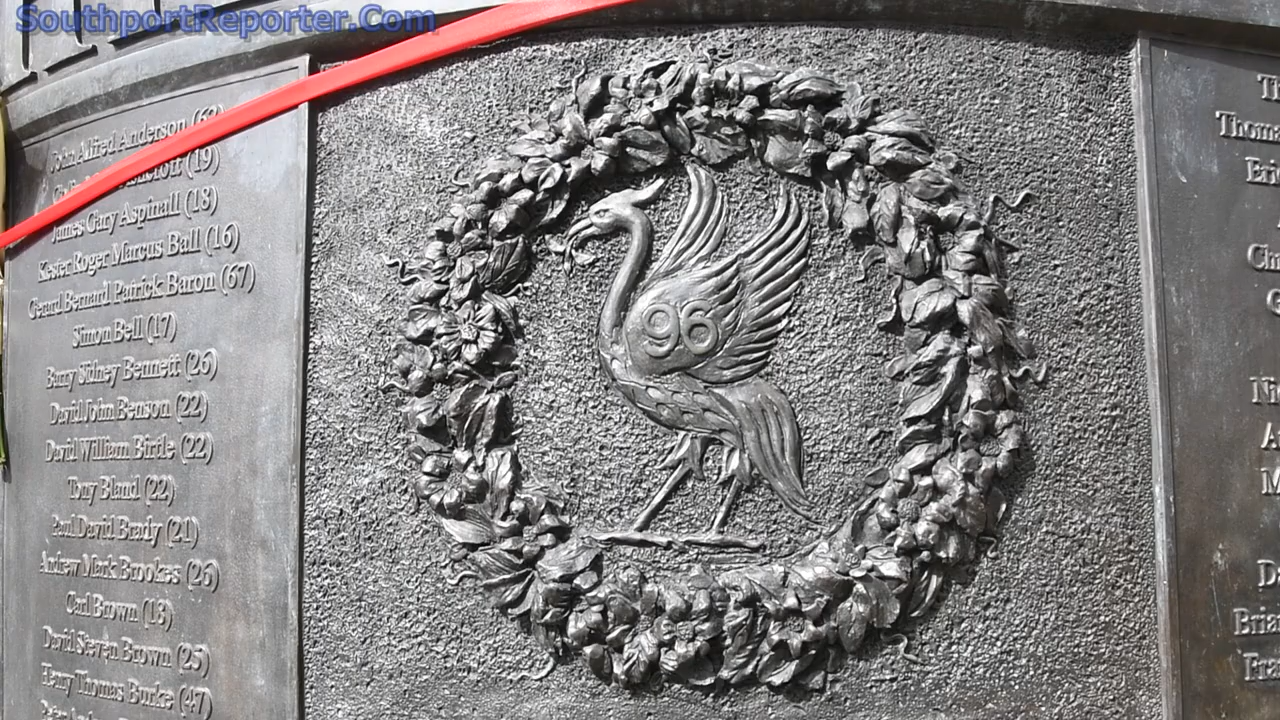 SouthportReporter.Com
John Alfred Anderson (62)
(19)
James Gary Aspinall (18)
Kester Roger Marcus Ball (16)
Gerard Bernard Patrick Baron (67)
Simon Bell (17)
Barry Sidney Bennett (26)
David John Benson (22)
David William Birtle (22)
Tony Bland (22)
Paul David Brady (21)
Andrew Mark Brookes (26)
Carl Brown (18)
David Steven Brown (25)
Henry Thomas Burke (47)
96